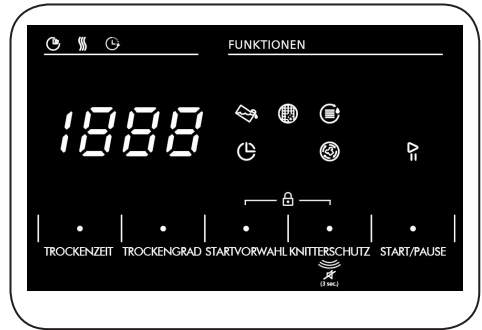 FUNKTIONEN
1888
TROCKENZEIT TROCKENGRAD STARTVORWAHL KNITTERSCHUTZ START/PAUSE
(3 sec.)